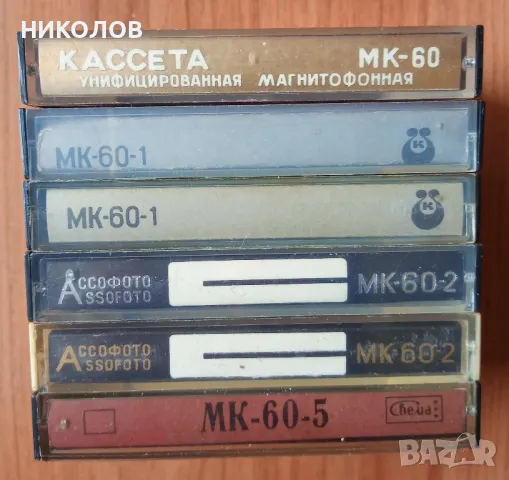 НИКОЛОВ
КАССЕТА МК-60
УНИФИЦИРОВАННАЯ МАГНИТОФОННАЯ
МК-60-1
К
МК-60-1
К
АССОФОТО
ASSOFOTO
МК-60-2
АССОФОТО
ASSOFOTO
МК 60-2
МК-60-5
BAZAR